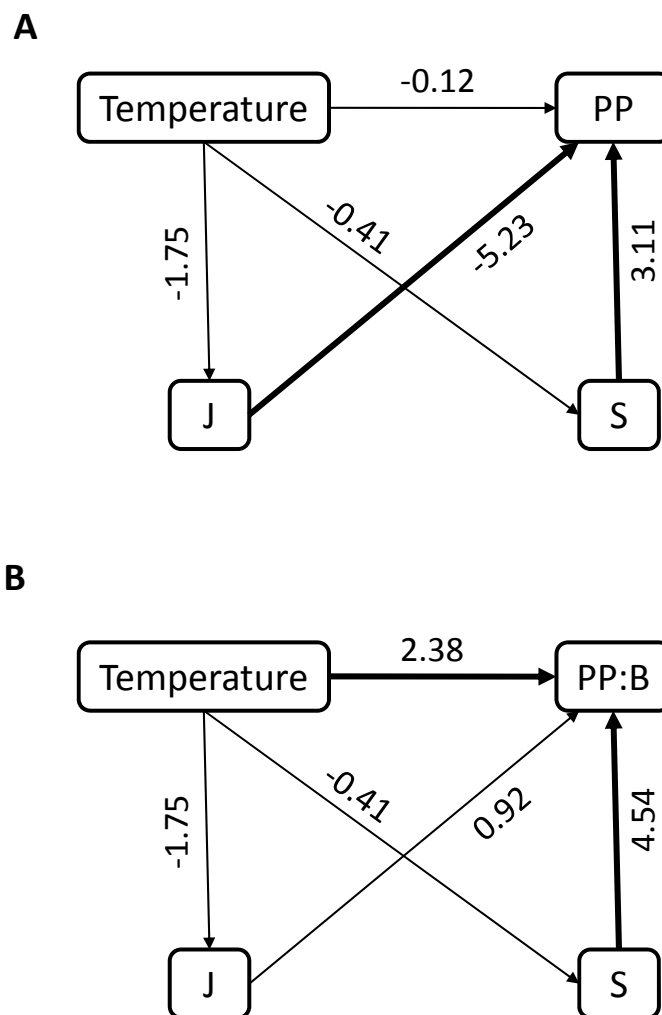 A
-0.12
Temperature
PP
-0.41
-5.23
-1.75
3.11
J
S
B
2.38
Temperature
PP:B
-0.41
0.92
-1.75
4.54
J
S